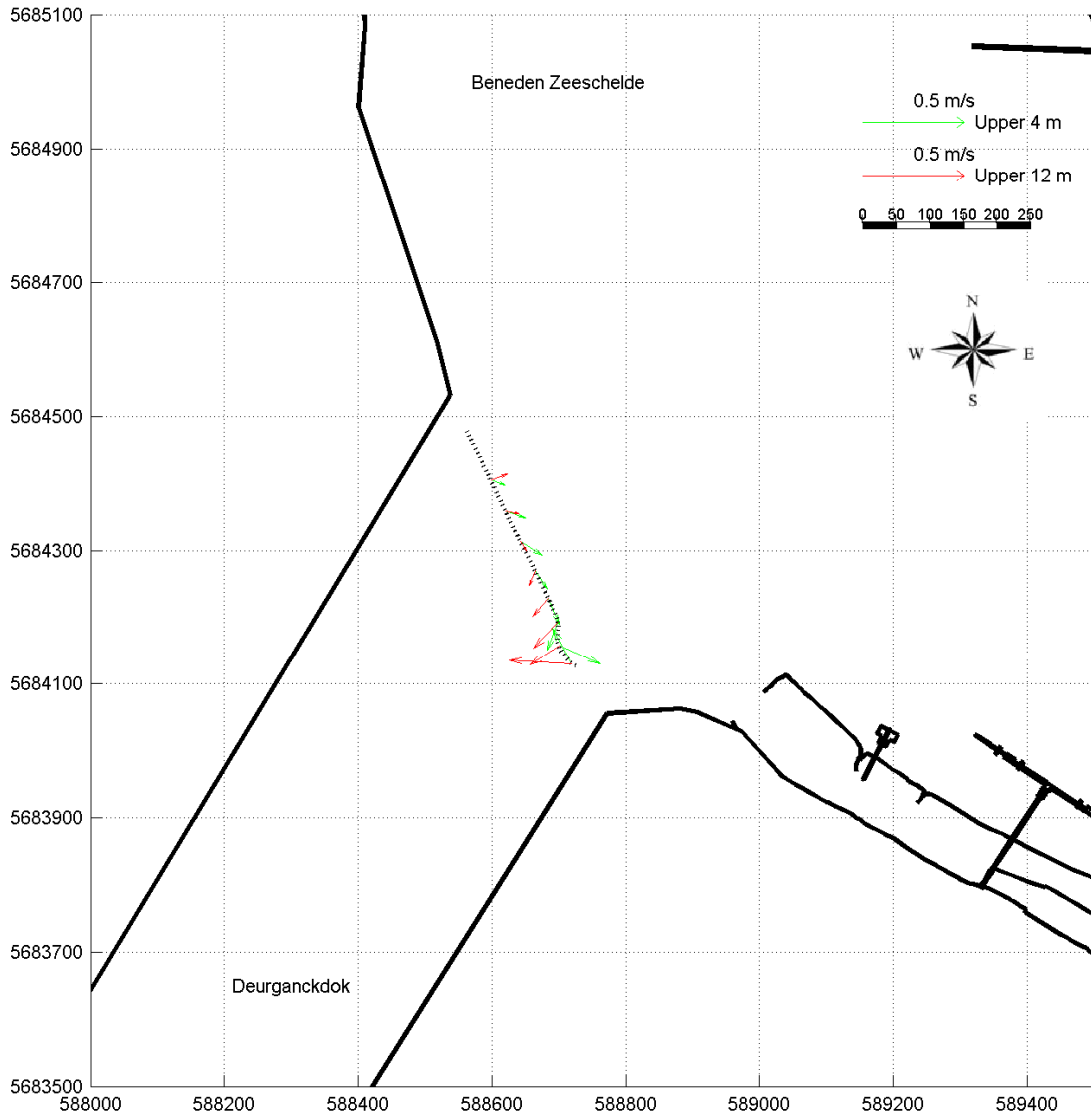 5685100
Beneden Zeeschelde
0.5 m/s
Upper 4 m
5684900
0.5 m/s
Upper 12 m
0 50 100 150 200 250
5684700
N
W E
S
5684500
5684300
5684100
5683900
5683700
Deurganckdok
5683500
588000 588200 588400 588600 588800 589000 589200 589400